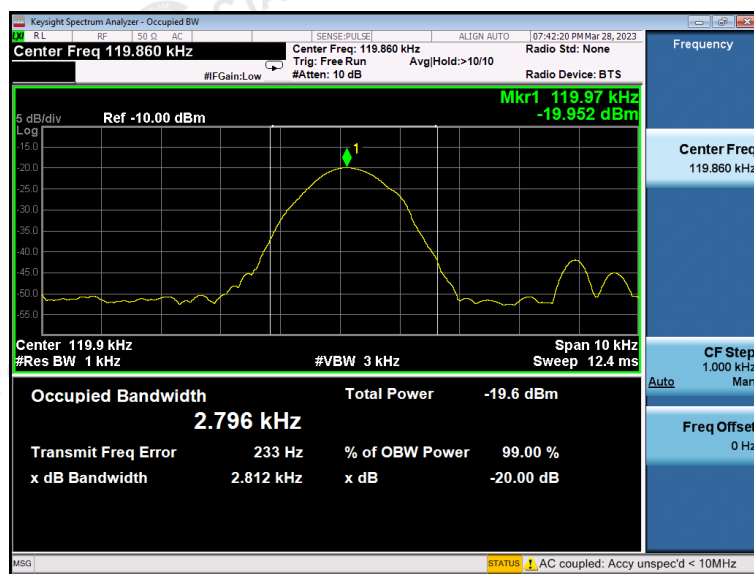 Keysight Spectrum Analyzer - Occupied BW
LXI RL RF 50 Ω AC SENSE:PULSE ALIGN AUTO 07:42:20 PM Mar 28, 2023
Center Freq 119.860 kHz
Center Freq: 119.860 kHz Radio Std: None
Trig: Free Run Avg|Hold:>10/10
#IFGain:Low #Atten: 10 dB Radio Device: BTS
Mkr1 119.97 kHz
5 dB/div Ref -10.00 dBm -19.952 dBm
Log
-15.0
1
-20.0
-25.0
-30.0
-35.0
-40.0
-45.0
-50.0
-55.0
Center 119.9 kHz Span 10 kHz
#Res BW 1 kHz #VBW 3 kHz Sweep 12.4 ms
Occupied Bandwidth Total Power -19.6 dBm
2.796 kHz
Transmit Freq Error 233 Hz % of OBW Power 99.00 %
x dB Bandwidth 2.812 kHz x dB -20.00 dB
MSG STATUS AC coupled: Accy unspec'd < 10MHz
Frequency
Center Freq
119.860 kHz
CF Step
1.000 kHz
Auto Man
Freq Offset
0 Hz